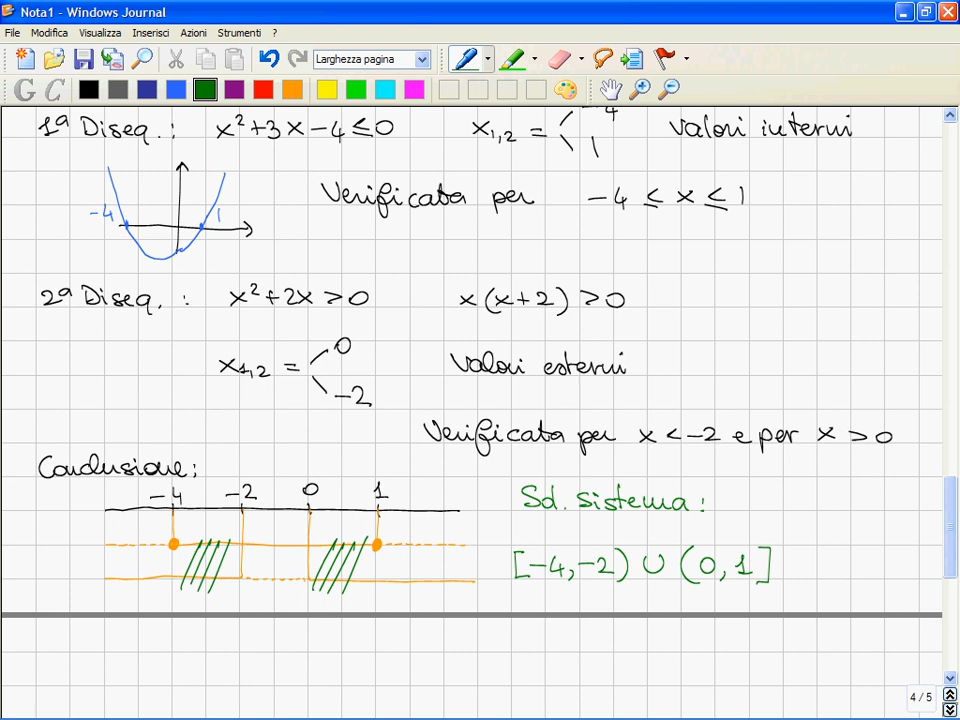 Nota1 - Windows Journal
File Modifica Visualizza Inserisci Azioni Strumenti ?
Larghezza pagina
G C
1ª Diseq.: x²+3x-4≤0 x1,2 = -4 1 Valori interni
Verificata per -4 ≤ x ≤ 1
-4 1
2ª Diseq. : x²+2x>0 x(x+2)>0
x1,2 = 0 -2 Valori esterni
Verificata per x<-2 e per x>0
Conclusione:
-4 -2 0 1
Sol. sistema:
[-4,-2) ∪ (0,1]
4 / 5